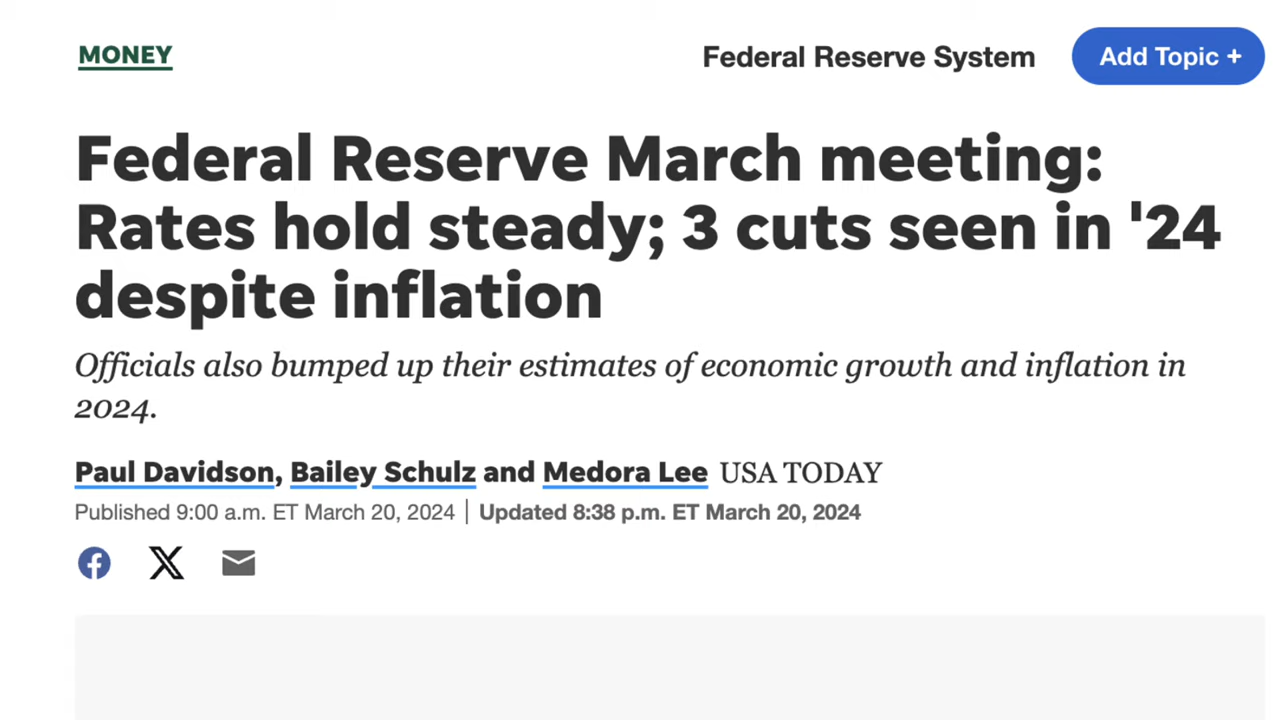 MONEY
Federal Reserve System
Add Topic +
Federal Reserve March meeting:
Rates hold steady; 3 cuts seen in '24
despite inflation
Officials also bumped up their estimates of economic growth and inflation in
2024.
Paul Davidson, Bailey Schulz and Medora Lee USA TODAY
Published 9:00 a.m. ET March 20, 2024 | Updated 8:38 p.m. ET March 20, 2024